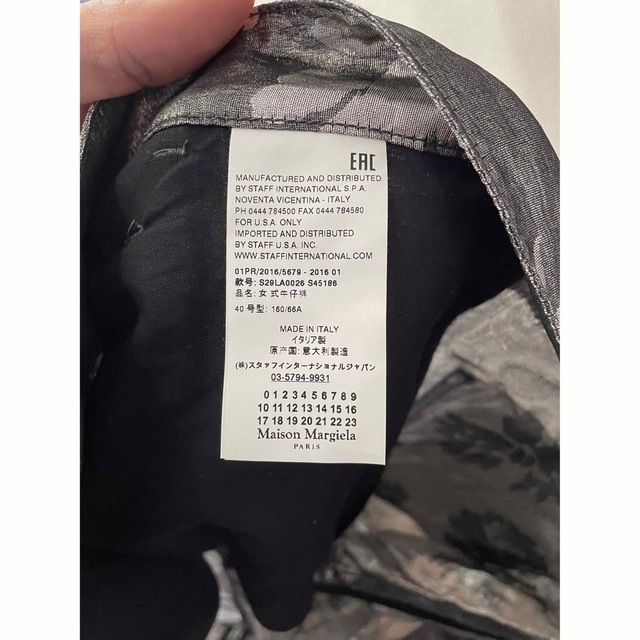 EAC
MANUFACTURED AND DISTRIBUTED
BY STAFF INTERNATIONAL S.P.A.
NOVENTA VICENTINA - ITALY
PH 0444 784500 FAX 0444 784580
FOR U.S.A. ONLY
IMPORTED AND DISTRIBUTED
BY STAFF U.S.A. INC.
WWW.STAFFINTERNATIONAL.COM
01PR/2016/5679 - 2016 01
款号: S29LA0026 S45186
品名: 女 式牛仔裤
40 号型: 160/66A
MADE IN ITALY
イタリア製
原产国: 意大利製造
(株)スタッフインターナショナルジャパン
03-5794-9931
0 1 2 3 4 5 6 7 8 9
10 11 12 13 14 15 16
17 18 19 20 21 22 23
Maison Margiela
PARIS